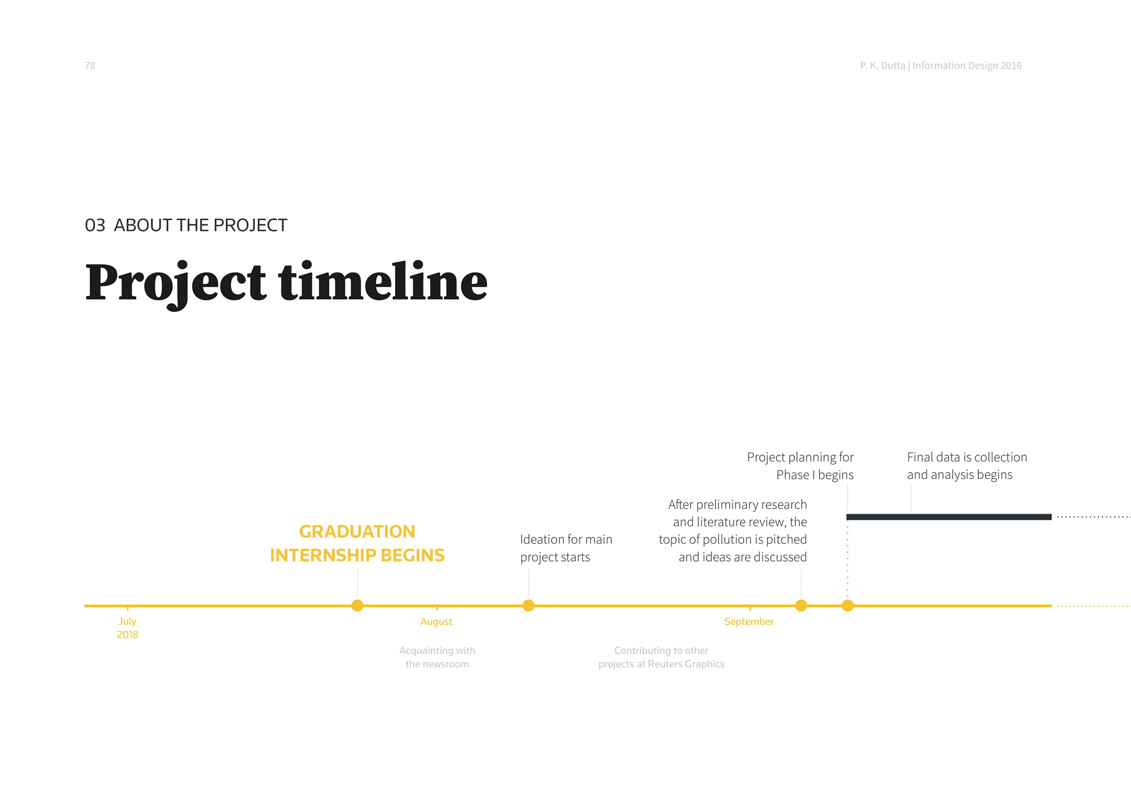 78
P. K. Dutta | Information Design 2016
03 ABOUT THE PROJECT
Project timeline
Project planning for
Phase I begins
Final data is collection
and analysis begins
After preliminary research
and literature review, the
topic of pollution is pitched
and ideas are discussed
GRADUATION
INTERNSHIP BEGINS
Ideation for main
project starts
July
2018
August
September
Acquainting with
the newsroom
Contributing to other
projects at Reuters Graphics